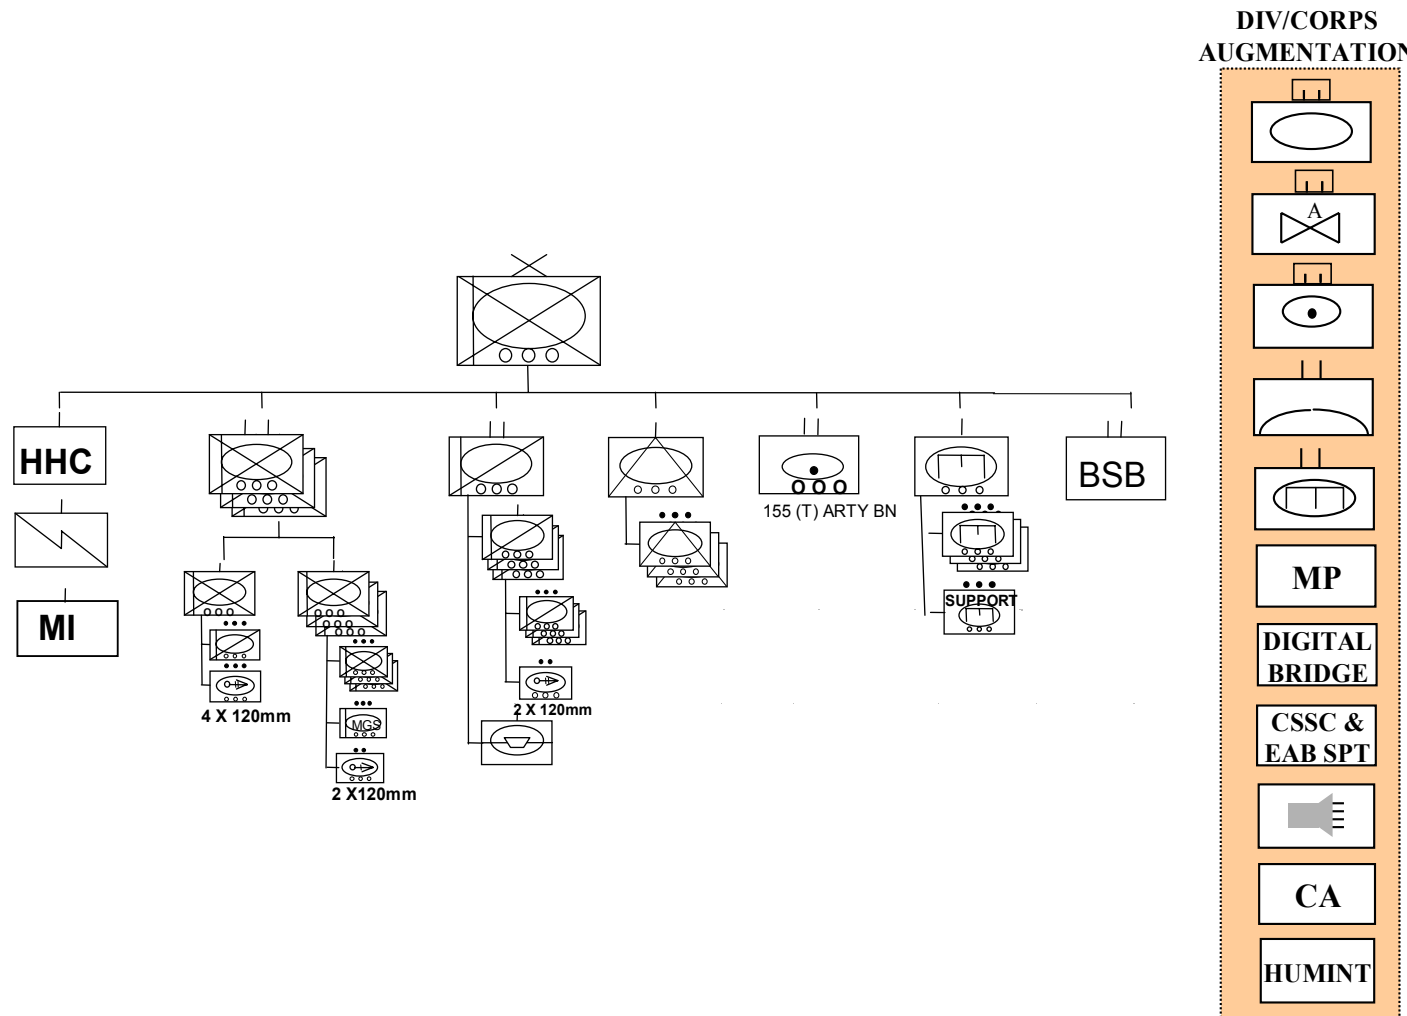 DIV/CORPS
AUGMENTATION
A
HHC
MI
155 (T) ARTY BN
BSB
SUPPORT
4 X 120mm
MGS
2 X120mm
2 X 120mm
MP
DIGITAL
BRIDGE
CSSC &
EAB SPT
CA
HUMINT